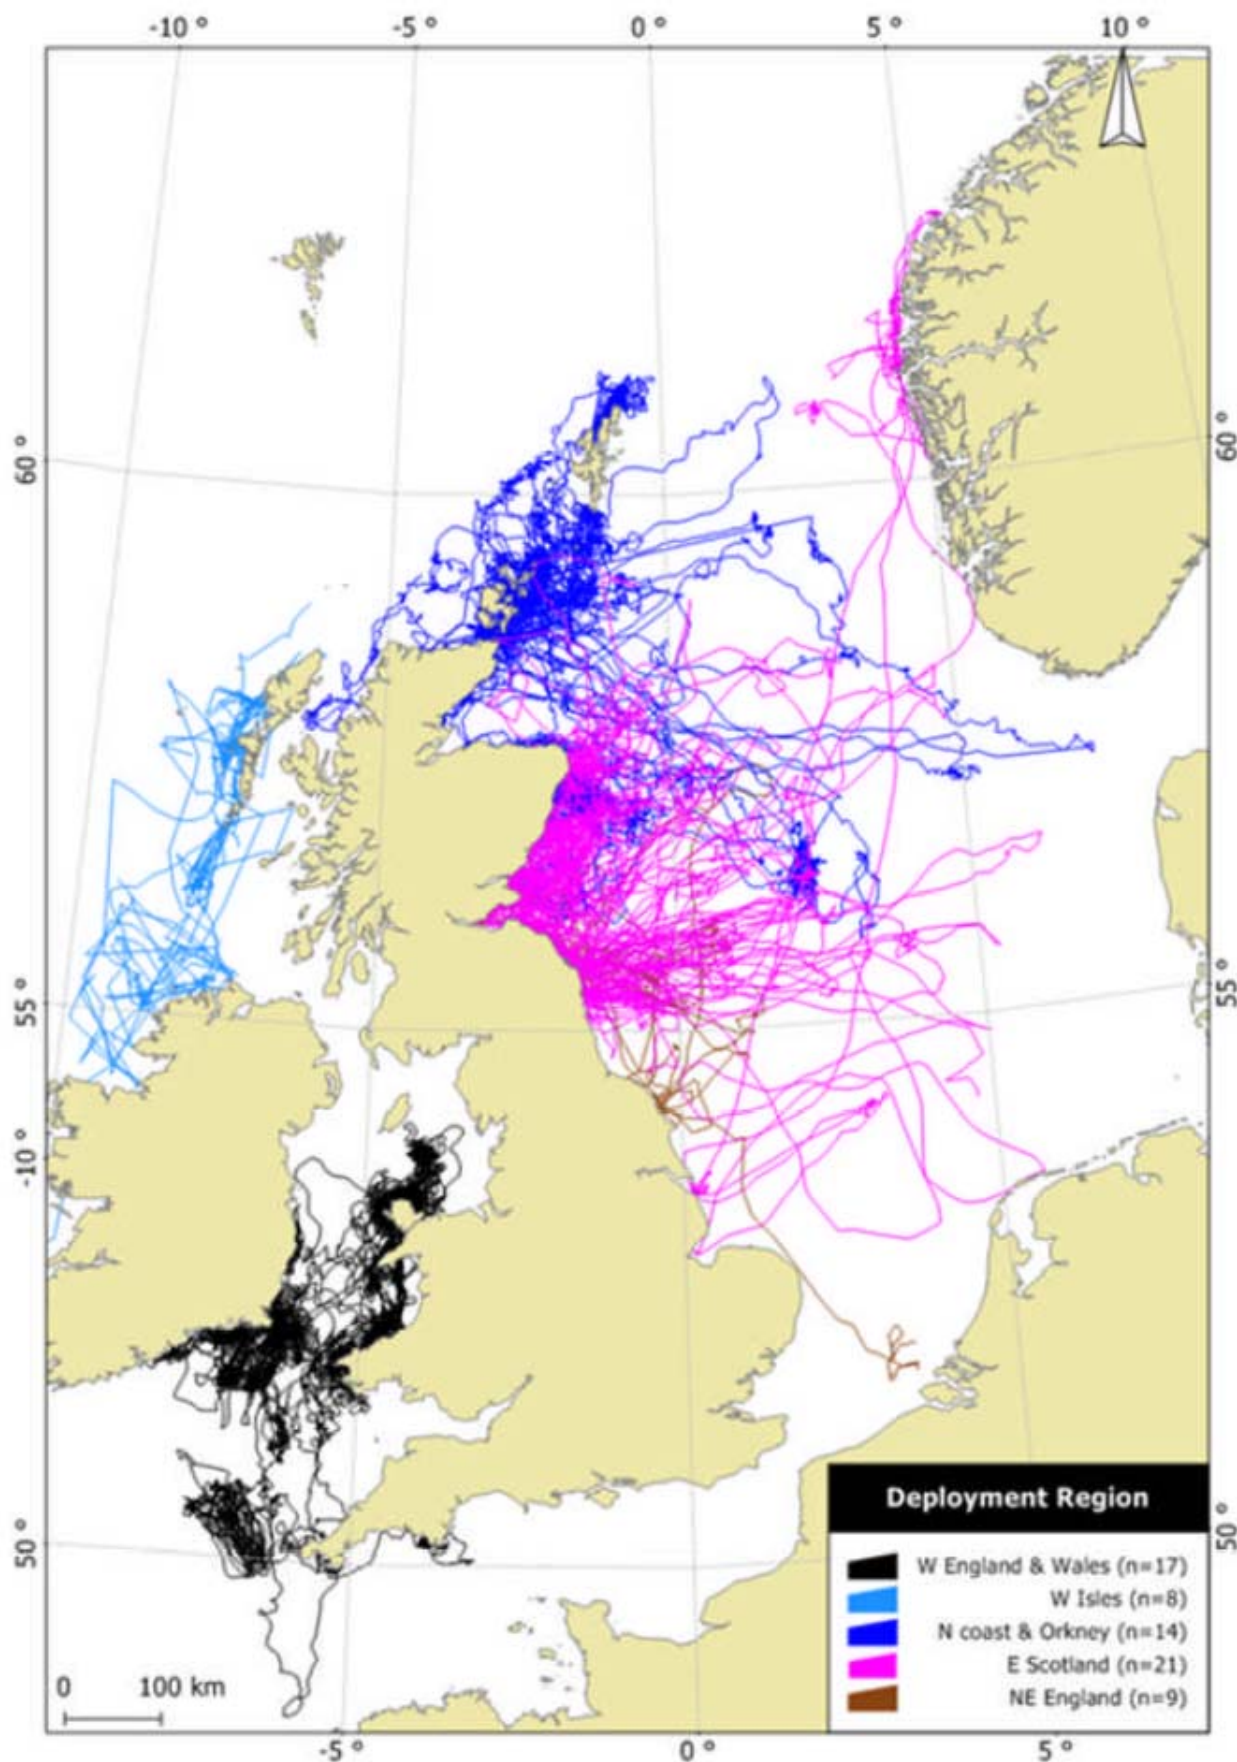 -10 °
-5 °
0 °
5 °
10 °
60 °
60 °
55 °
55 °
-10 °
50 °
50 °
Deployment Region
W England & Wales (n=17)
W Isles (n=8)
N coast & Orkney (n=14)
E Scotland (n=21)
NE England (n=9)
0 100 km
-5 °
0 °
5 °